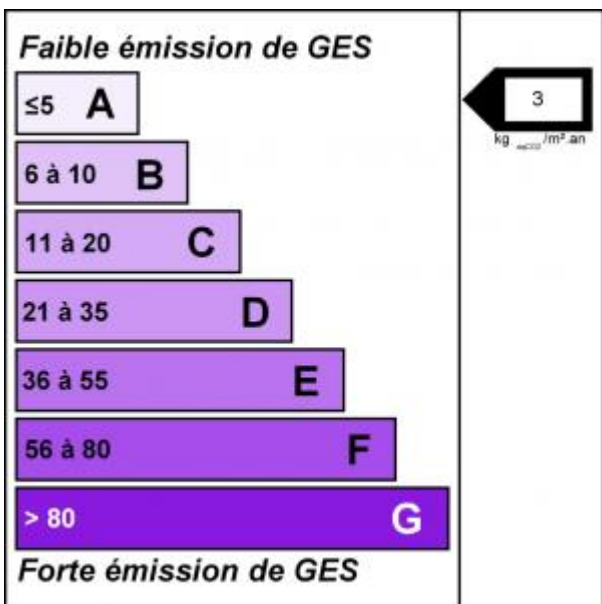 Faible émission de GES
≤5 A
3
kg eqCO2 /m².an
6 à 10 B
11 à 20 C
21 à 35 D
36 à 55 E
56 à 80 F
> 80 G
Forte émission de GES